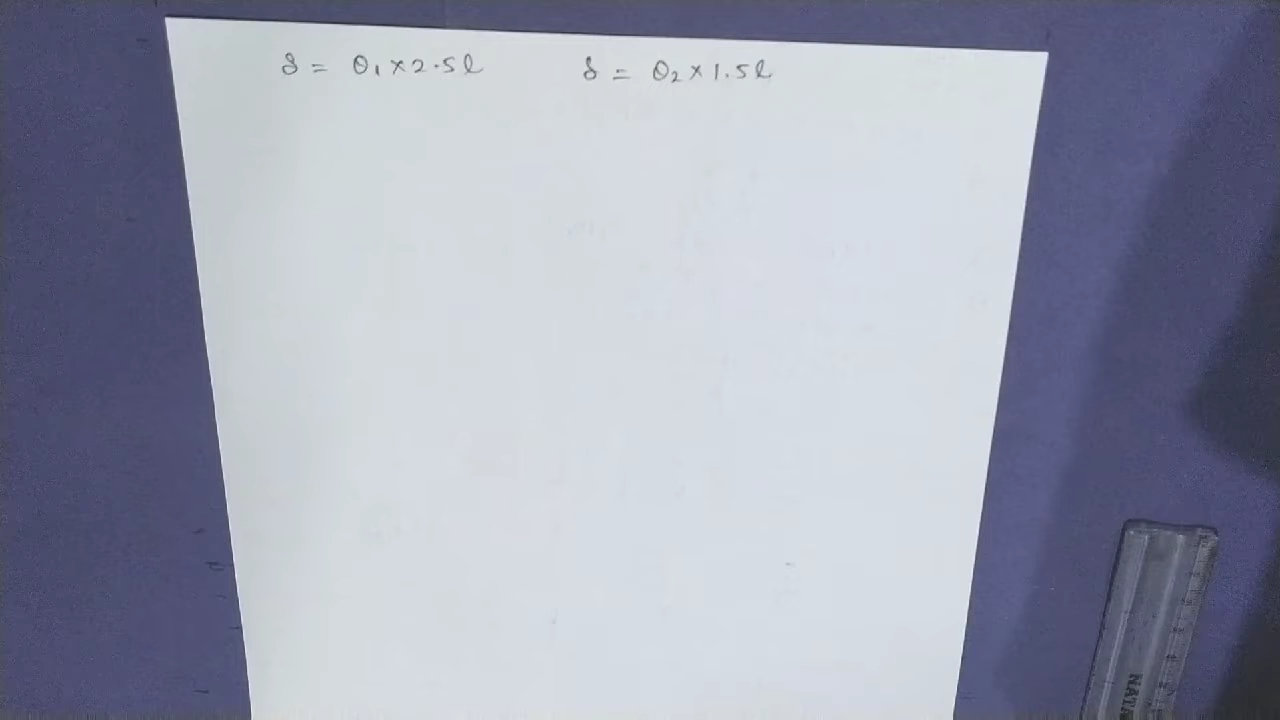 δ = θ₁ × 2.5l δ = θ₂ × 1.5l